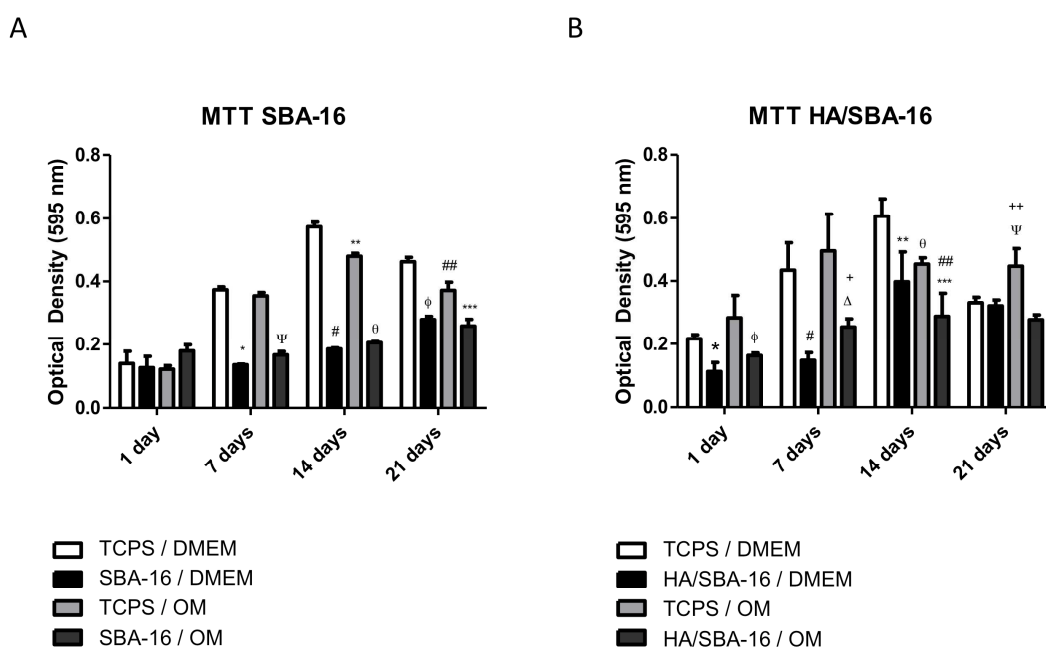 A
MTT SBA-16
Optical Density (595 nm)
0.8
0.6
0.4
0.2
0.0
*
Ψ
#
**
θ
ϕ
##
***
1 day
7 days
14 days
21 days
TCPS / DMEM
SBA-16 / DMEM
TCPS / OM
SBA-16 / OM
B
MTT HA/SBA-16
Optical Density (595 nm)
0.8
0.6
0.4
0.2
0.0
*
ϕ
#
+
Δ
**
θ
##
***
++
Ψ
1 day
7 days
14 days
21 days
TCPS / DMEM
HA/SBA-16 / DMEM
TCPS / OM
HA/SBA-16 / OM